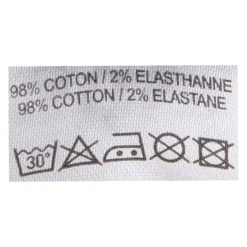 98% COTON / 2% ELASTHANNE
98% COTTON / 2% ELASTANE
30°